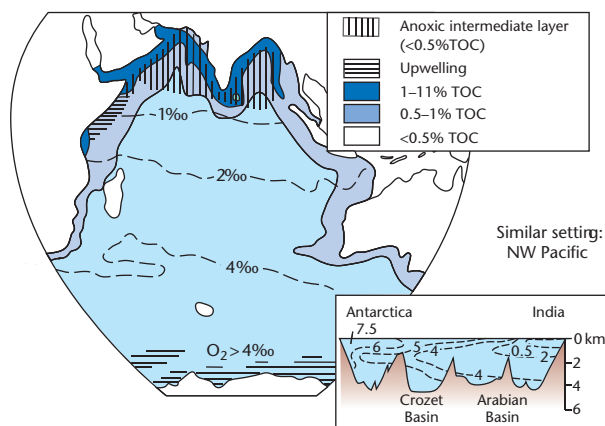 Anoxic intermediate layer
(<0.5%TOC)
Upwelling
1–11% TOC
0.5–1% TOC
<0.5% TOC
1‰
2‰
4‰
O₂ > 4‰
Similar setting:
NW Pacific
Antarctica
India
7.5
6
5
4
0.5
2
4
0 km
2
4
6
Crozet
Basin
Arabian
Basin